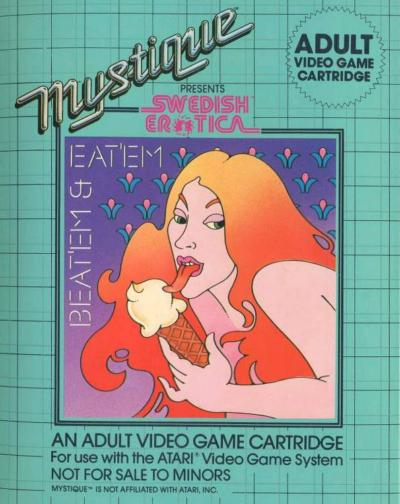 Mystique
PRESENTS
SWEDISH
EROTICA
ADULT
VIDEO GAME
CARTRIDGE
BEAT'EM &
EAT'EM
AN ADULT VIDEO GAME CARTRIDGE
For use with the ATARI® Video Game System
NOT FOR SALE TO MINORS
MYSTIQUE™ IS NOT AFFILIATED WITH ATARI, INC.